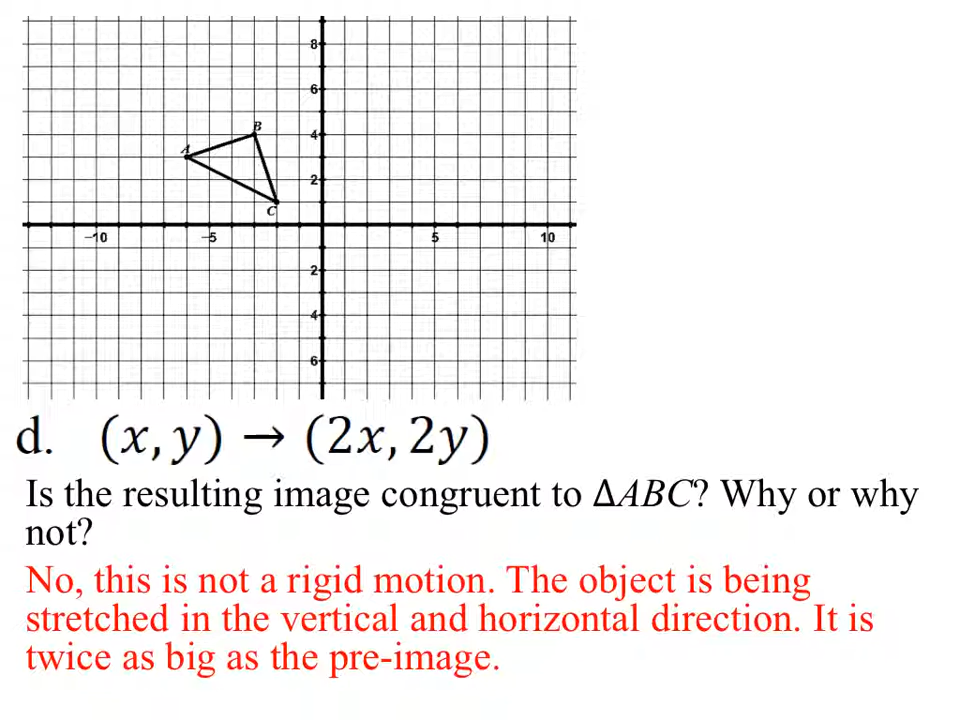 8
6
B
4
A
2
C
-10 -5 5 10
2
4
6
d. (x, y) → (2x, 2y)
Is the resulting image congruent to ΔABC? Why or why
not?
No, this is not a rigid motion. The object is being
stretched in the vertical and horizontal direction. It is
twice as big as the pre-image.